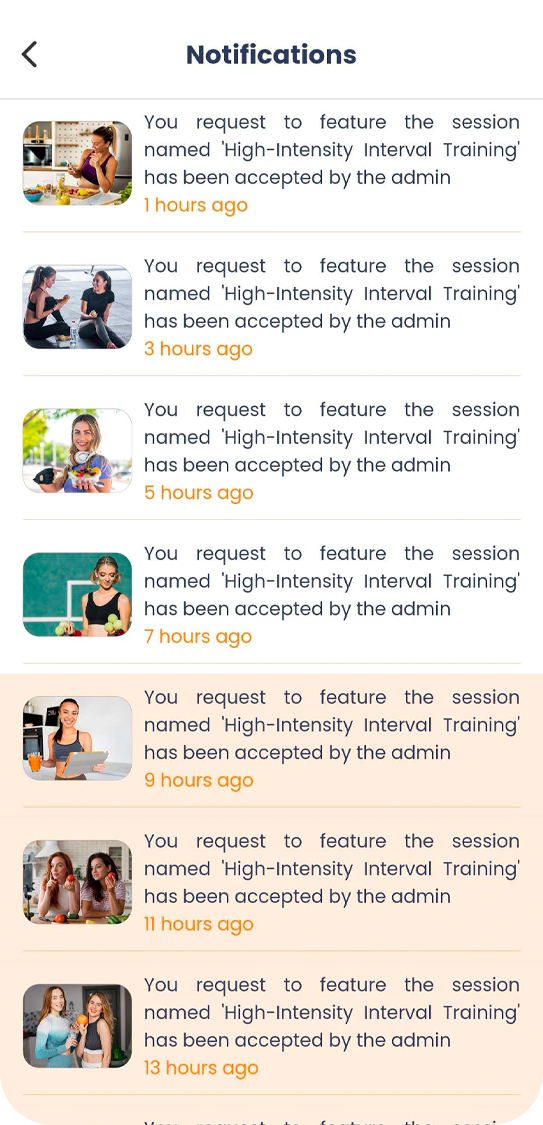 Notifications
You request to feature the session
named 'High-Intensity Interval Training'
has been accepted by the admin
1 hours ago
You request to feature the session
named 'High-Intensity Interval Training'
has been accepted by the admin
3 hours ago
You request to feature the session
named 'High-Intensity Interval Training'
has been accepted by the admin
5 hours ago
You request to feature the session
named 'High-Intensity Interval Training'
has been accepted by the admin
7 hours ago
You request to feature the session
named 'High-Intensity Interval Training'
has been accepted by the admin
9 hours ago
You request to feature the session
named 'High-Intensity Interval Training'
has been accepted by the admin
11 hours ago
You request to feature the session
named 'High-Intensity Interval Training'
has been accepted by the admin
13 hours ago